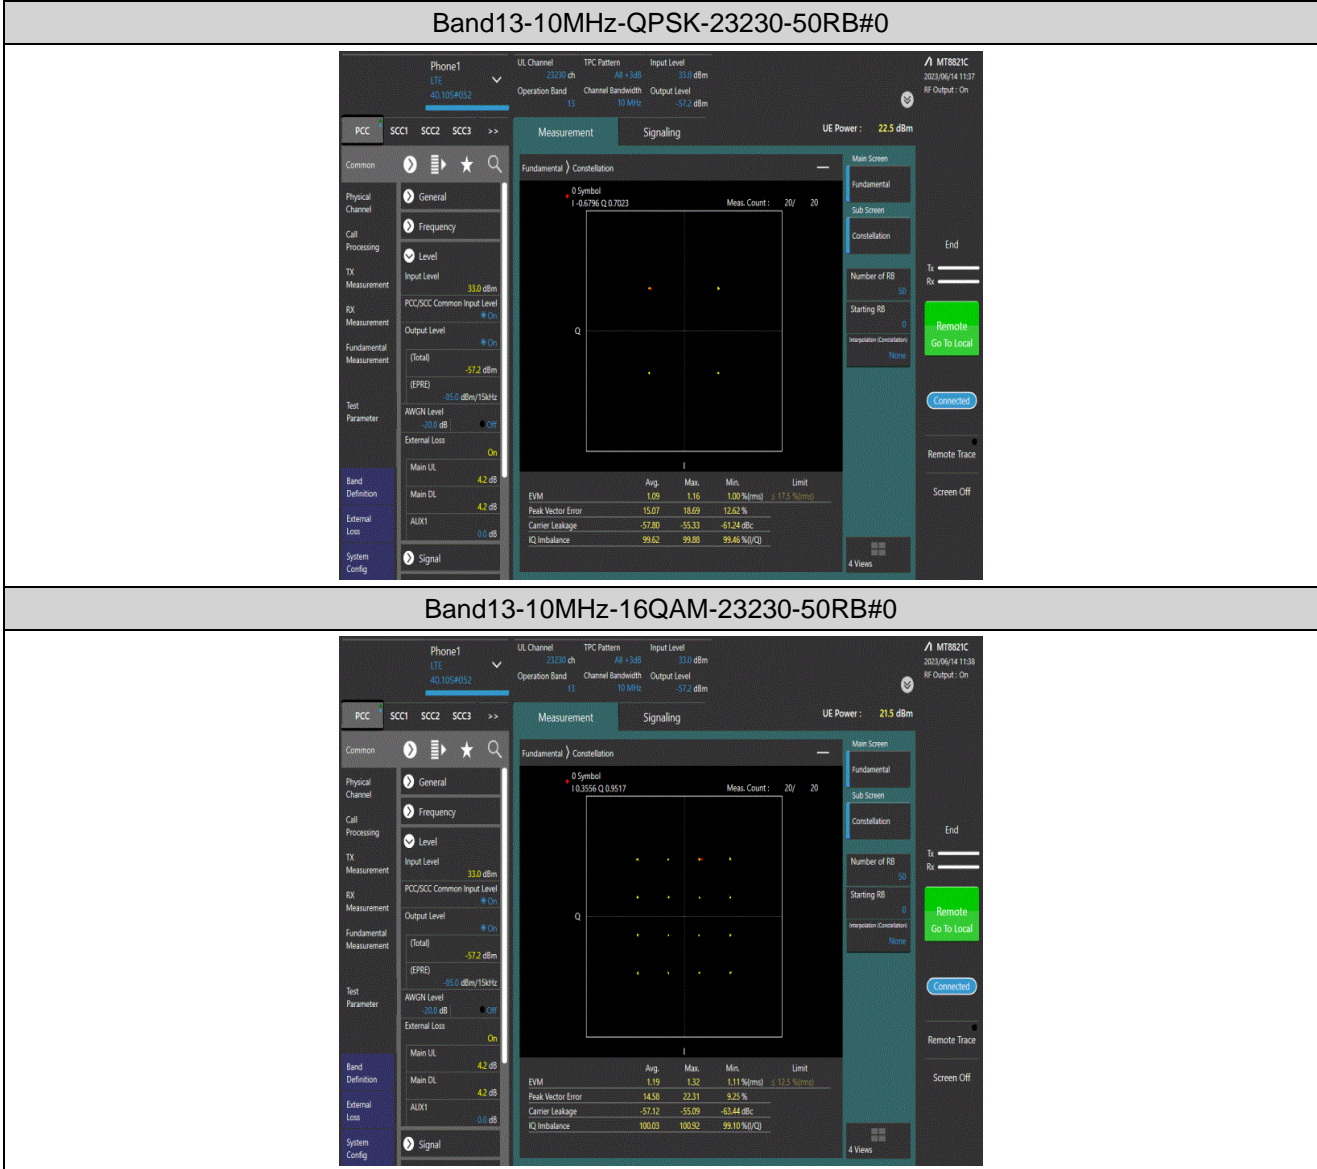 Band13-10MHz-QPSK-23230-50RB#0
Phone1
LTE
40.105#052
UL Channel TPC Pattern Input Level
23230 ch All +3dB 33.0 dBm
Operation Band Channel Bandwidth Output Level
13 10 MHz -57.2 dBm
MT8821C
2023/06/14 11:37
RF Output : On
PCC SCC1 SCC2 SCC3 >>
Measurement Signaling
UE Power : 22.5 dBm
Common
Physical
Channel
Call
Processing
TX
Measurement
RX
Measurement
Fundamental
Measurement
Test
Parameter
Band
Definition
External
Loss
System
Config
General
Frequency
Level
Input Level
33.0 dBm
PCC/SCC Common Input Level
On
Output Level
On
(Total)
-57.2 dBm
(EPRE)
-85.0 dBm/15kHz
AWGN Level
-20.0 dB Off
External Loss
On
Main UL
4.2 dB
Main DL
4.2 dB
AUX1
0.0 dB
Signal
Fundamental Constellation
0 Symbol
I -0.6796 Q 0.7023 Meas. Count : 20/ 20
Q
I
Avg. Max. Min. Limit
EVM 1.09 1.16 1.00 %(rms) ≤ 17.5 %(rms)
Peak Vector Error 15.07 18.69 12.62 %
Carrier Leakage -57.80 -55.33 -61.24 dBc
IQ Imbalance 99.62 99.88 99.46 %(I/Q)
Main Screen
Fundamental
Sub Screen
Constellation
Number of RB
50
Starting RB
0
Interpolation (Constellation)
None
4 Views
End
Tx
Rx
Remote
Go To Local
Connected
Remote Trace
Screen Off
Band13-10MHz-16QAM-23230-50RB#0
Phone1
LTE
40.105#052
UL Channel TPC Pattern Input Level
23230 ch All +3dB 33.0 dBm
Operation Band Channel Bandwidth Output Level
13 10 MHz -57.2 dBm
MT8821C
2023/06/14 11:38
RF Output : On
PCC SCC1 SCC2 SCC3 >>
Measurement Signaling
UE Power : 21.5 dBm
Common
Physical
Channel
Call
Processing
TX
Measurement
RX
Measurement
Fundamental
Measurement
Test
Parameter
Band
Definition
External
Loss
System
Config
General
Frequency
Level
Input Level
33.0 dBm
PCC/SCC Common Input Level
On
Output Level
On
(Total)
-57.2 dBm
(EPRE)
-85.0 dBm/15kHz
AWGN Level
-20.0 dB Off
External Loss
On
Main UL
4.2 dB
Main DL
4.2 dB
AUX1
0.0 dB
Signal
Fundamental Constellation
0 Symbol
I 0.3556 Q 0.9517 Meas. Count : 20/ 20
Q
I
Avg. Max. Min. Limit
EVM 1.19 1.32 1.11 %(rms) ≤ 12.5 %(rms)
Peak Vector Error 14.58 22.31 9.25 %
Carrier Leakage -57.12 -55.09 -63.44 dBc
IQ Imbalance 100.03 100.92 99.10 %(I/Q)
Main Screen
Fundamental
Sub Screen
Constellation
Number of RB
50
Starting RB
0
Interpolation (Constellation)
None
4 Views
End
Tx
Rx
Remote
Go To Local
Connected
Remote Trace
Screen Off